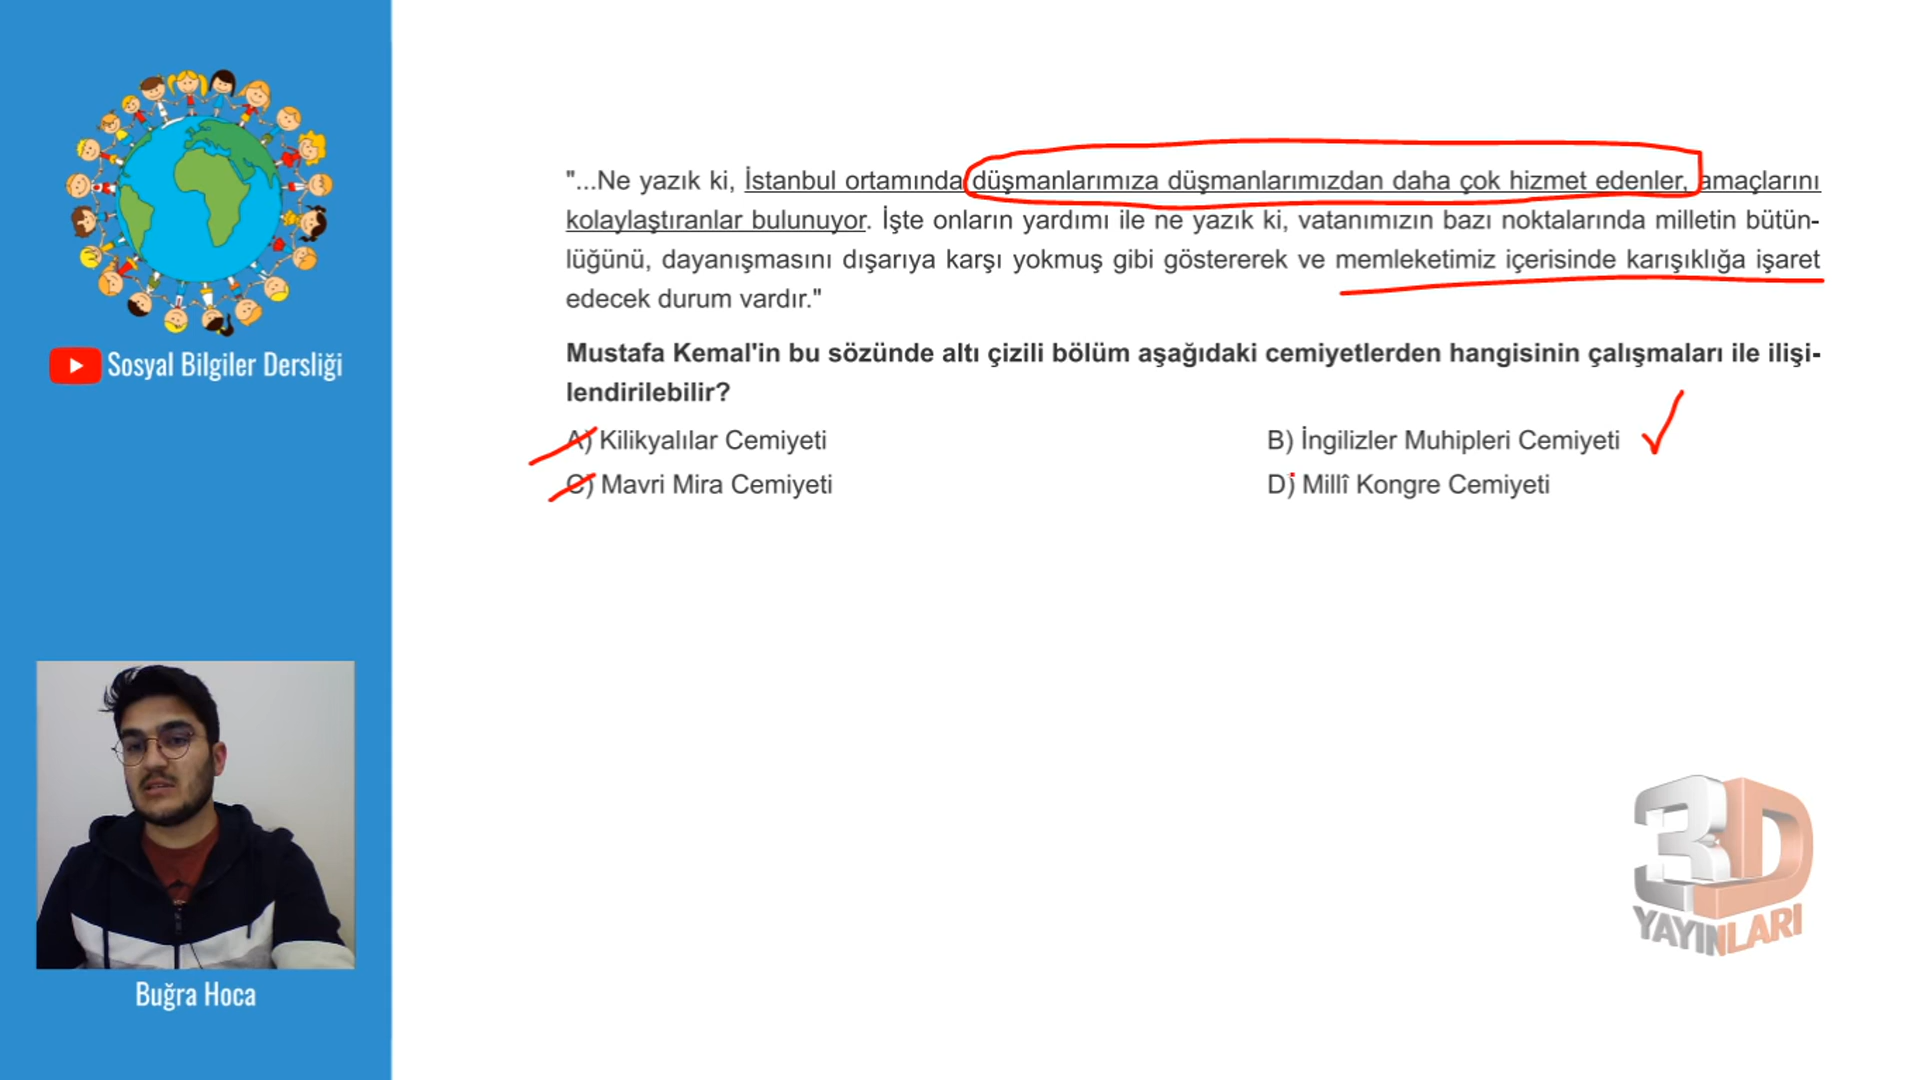 Sosyal Bilgiler Dersliği
Buğra Hoca
"...Ne yazık ki, İstanbul ortamında düşmanlarımıza düşmanlarımızdan daha çok hizmet edenler, amaçlarını
kolaylaştıranlar bulunuyor. İşte onların yardımı ile ne yazık ki, vatanımızın bazı noktalarında milletin bütün-
lüğünü, dayanışmasını dışarıya karşı yokmuş gibi göstererek ve memleketimiz içerisinde karışıklığa işaret
edecek durum vardır."
Mustafa Kemal'in bu sözünde altı çizili bölüm aşağıdaki cemiyetlerden hangisinin çalışmaları ile ilişi-
lendirilebilir?
A) Kilikyalılar Cemiyeti
B) İngilizler Muhipleri Cemiyeti
C) Mavri Mira Cemiyeti
D) Millî Kongre Cemiyeti
3D
YAYINLARI